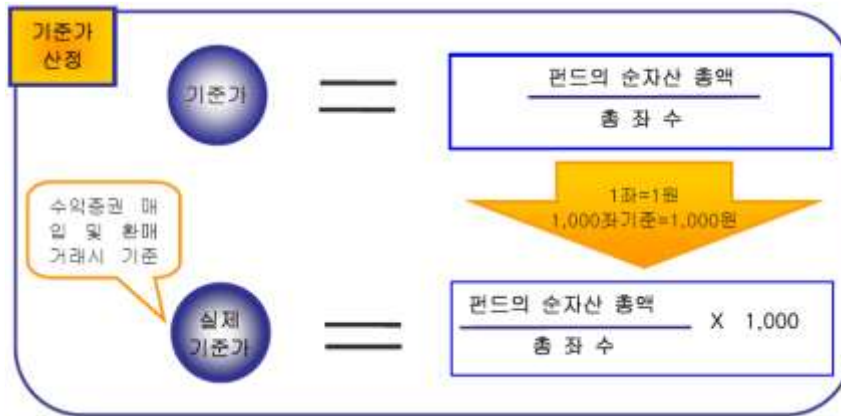 기준가
산정
기준가
펀드의 순자산 총액
총 좌 수
1좌=1원
1,000좌기준=1,000원
수익증권 매
입 및 환매
거래시 기준
실제
기준가
펀드의 순자산 총액
총 좌 수
X 1,000